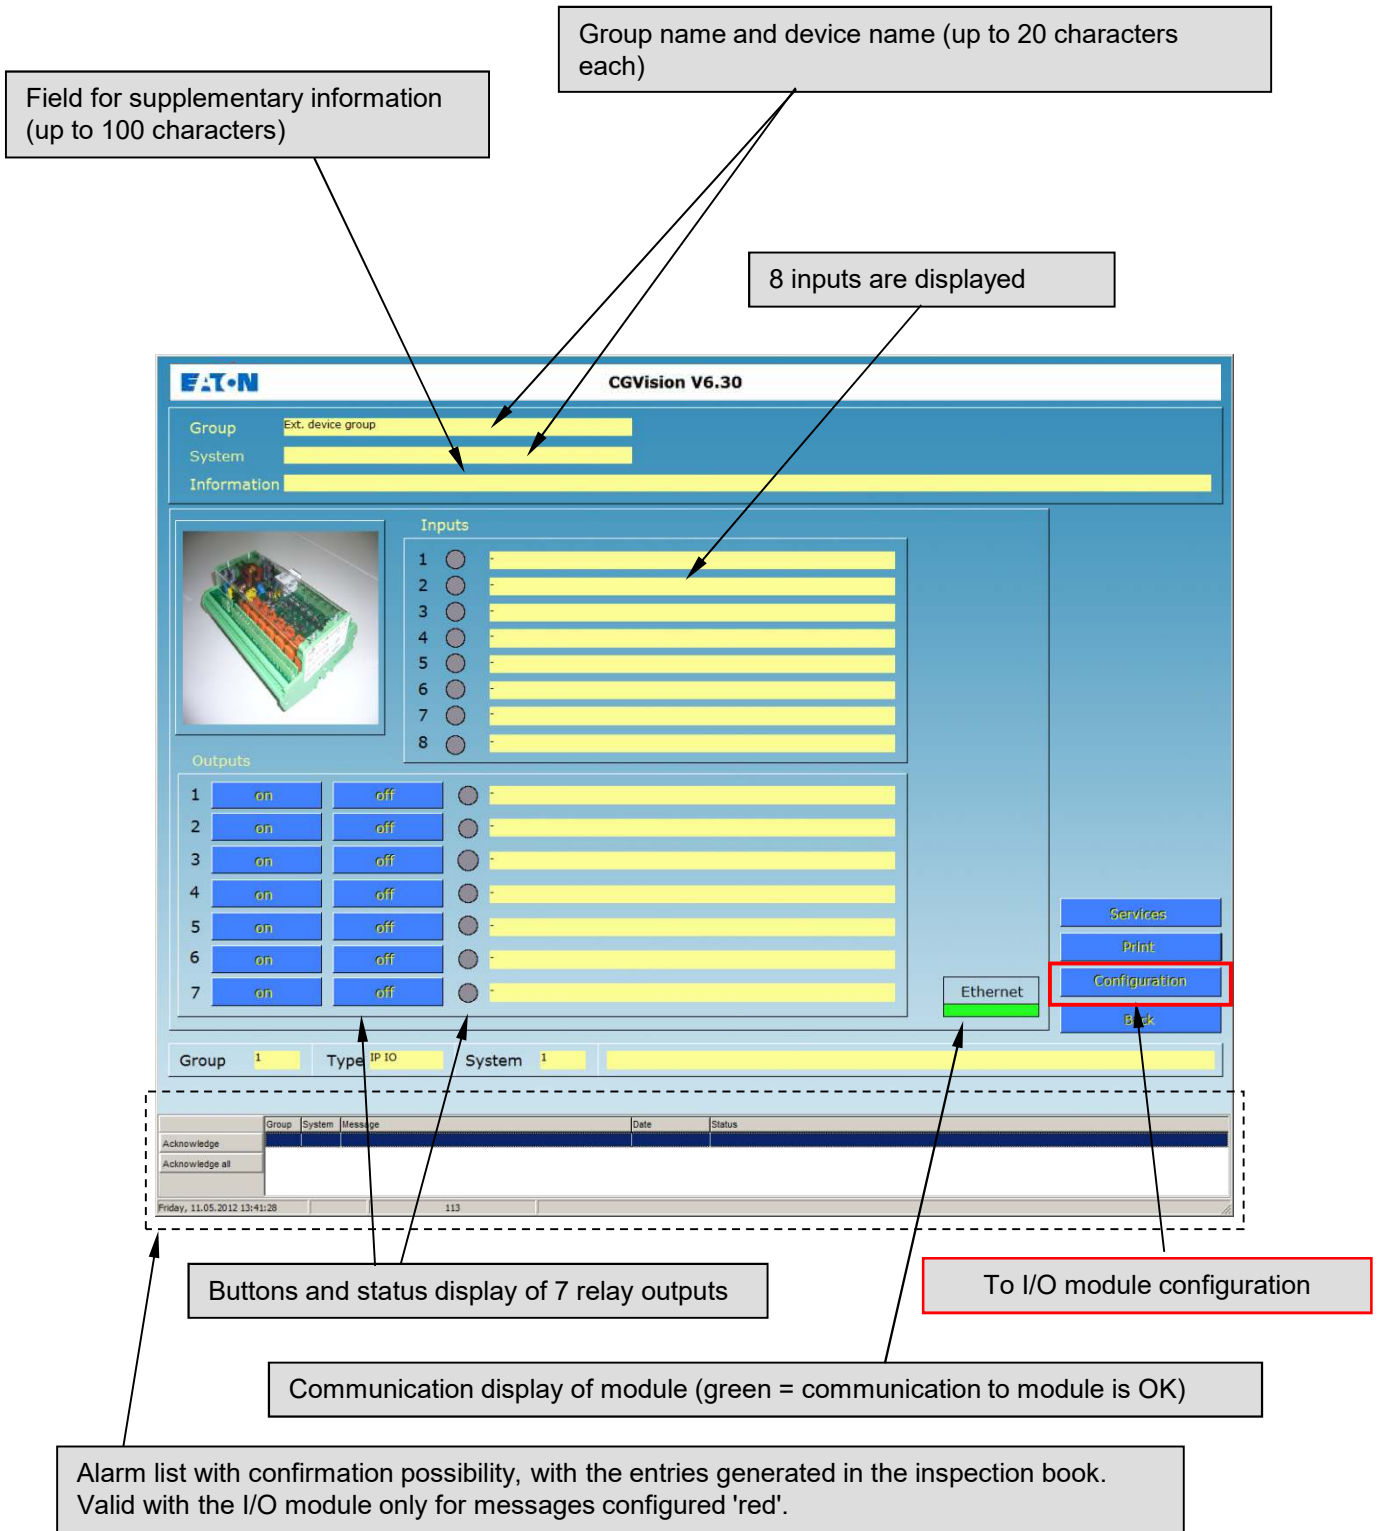 Group name and device name (up to 20 characters
each)
Field for supplementary information
(up to 100 characters)
8 inputs are displayed
EATON
CGVision V6.30
Group
Ext. device group
System
Information
Inputs
1 -
2 -
3 -
4 -
5 -
6 -
7 -
8 -
Outputs
1 on off -
2 on off -
3 on off -
4 on off -
5 on off -
6 on off -
7 on off -
Services
Print
Configuration
Back
Ethernet
Group 1 Type IP IO System 1
Group System Message Date Status
Acknowledge
Acknowledge all
Friday, 11.05.2012 13:41:28 113
Buttons and status display of 7 relay outputs
To I/O module configuration
Communication display of module (green = communication to module is OK)
Alarm list with confirmation possibility, with the entries generated in the inspection book.
Valid with the I/O module only for messages configured 'red'.